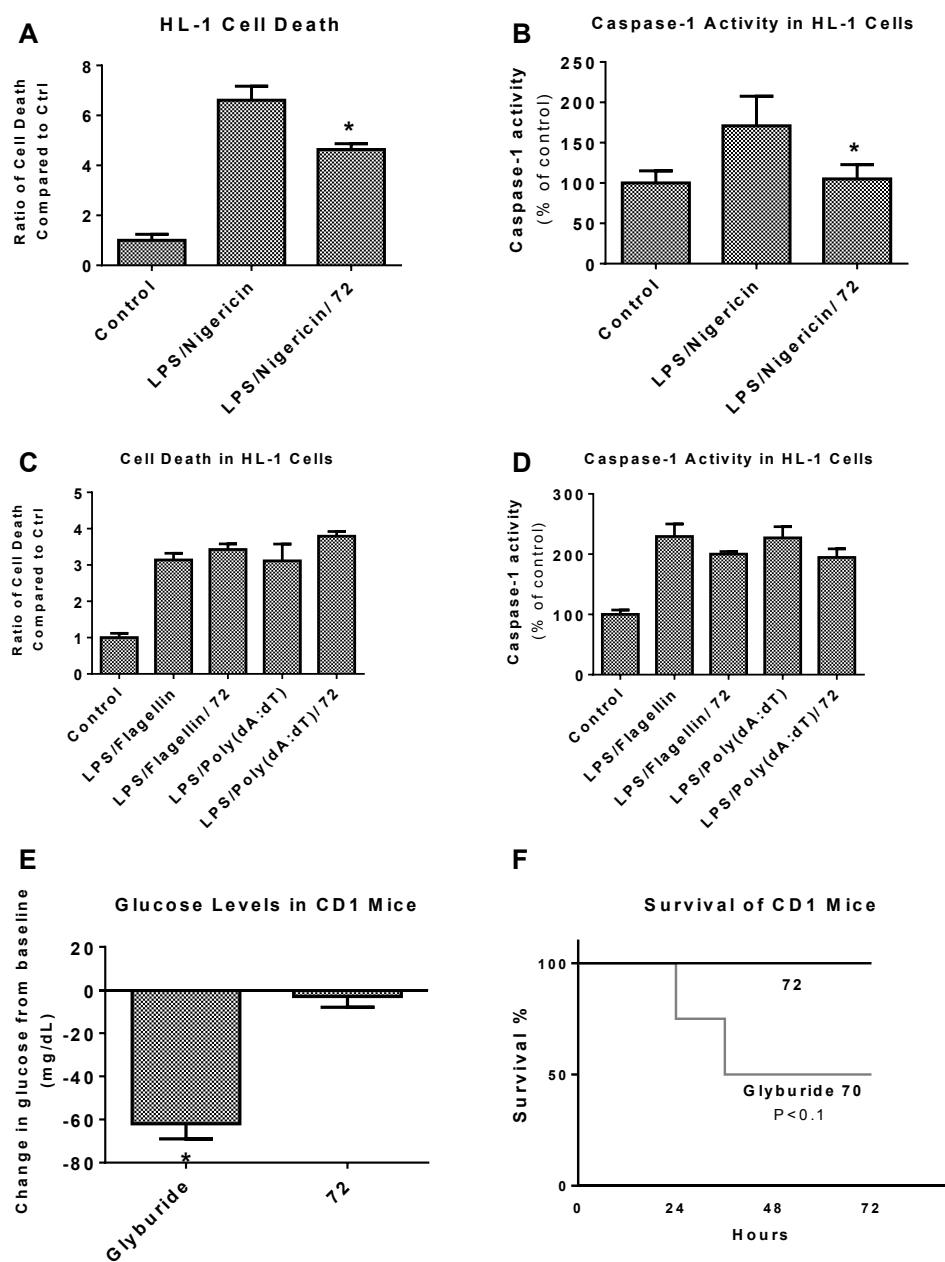 A
HL-1 Cell Death
Ratio of Cell Death
Compared to Ctrl
8
6
4
2
0
*
Control
LPS/Nigericin
LPS/Nigericin/ 72
B
Caspase-1 Activity in HL-1 Cells
Caspase-1 activity
(% of control)
250
200
150
100
50
0
*
Control
LPS/Nigericin
LPS/Nigericin/ 72
C
Cell Death in HL-1 Cells
Ratio of Cell Death
Compared to Ctrl
5
4
3
2
1
0
Control
LPS/Flagellin
LPS/Flagellin/ 72
LPS/Poly(dA:dT)
LPS/Poly(dA:dT)/ 72
D
Caspase-1 Activity in HL-1 Cells
Caspase-1 activity
(% of control)
300
200
100
0
Control
LPS/Flagellin
LPS/Flagellin/ 72
LPS/Poly(dA:dT)
LPS/Poly(dA:dT)/ 72
E
Glucose Levels in CD1 Mice
Change in glucose from baseline
(mg/dL)
20
0
-20
-40
-60
-80
*
Glyburide
72
F
Survival of CD1 Mice
Survival %
100
50
0
72
Glyburide 70
P<0.1
0
24
48
72
Hours